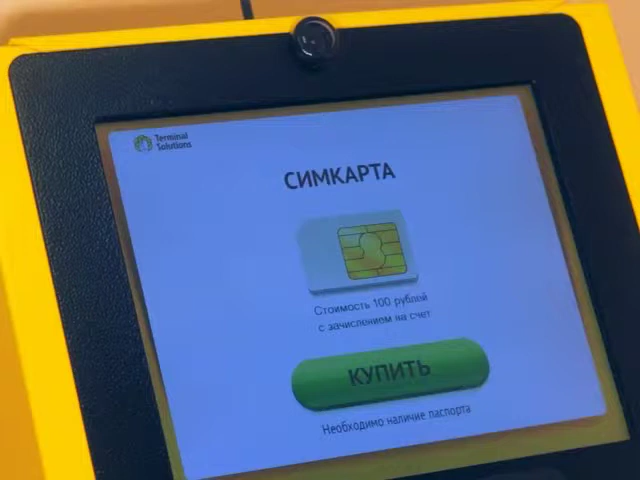 Terminal
Solutions
СИМКАРТА
Стоимость 100 рублей
с зачислением на счет
КУПИТЬ
Необходимо наличие паспорта